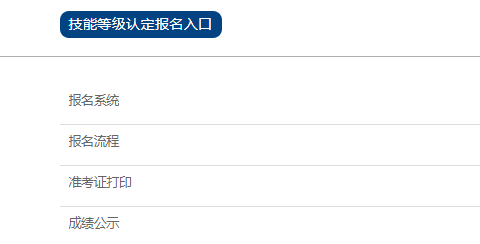 技能等级认定报名入口
报名系统
报名流程
准考证打印
成绩公示